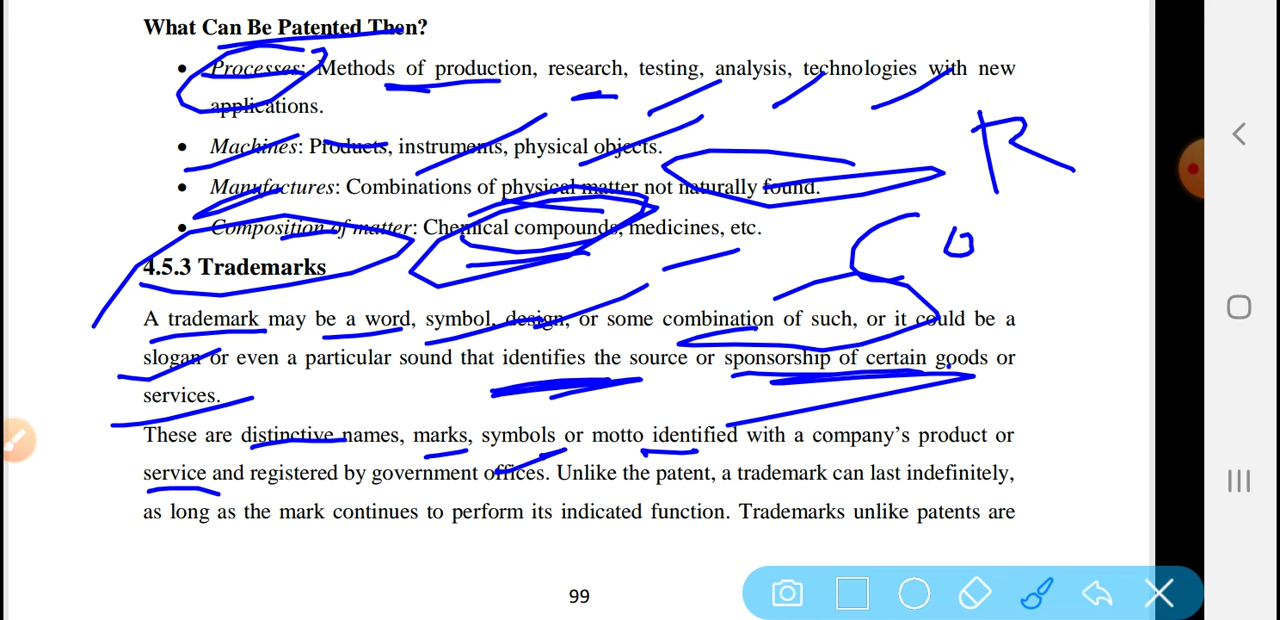 What Can Be Patented Then?
• Processes: Methods of production, research, testing, analysis, technologies with new
applications.
• Machines: Products, instruments, physical objects.
• Manufactures: Combinations of physical matter not naturally found.
• Composition of matter: Chemical compounds, medicines, etc.
R
4.5.3 Trademarks
A trademark may be a word, symbol, design, or some combination of such, or it could be a
slogan or even a particular sound that identifies the source or sponsorship of certain goods or
services.
These are distinctive names, marks, symbols or motto identified with a company's product or
service and registered by government offices. Unlike the patent, a trademark can last indefinitely,
as long as the mark continues to perform its indicated function. Trademarks unlike patents are
99